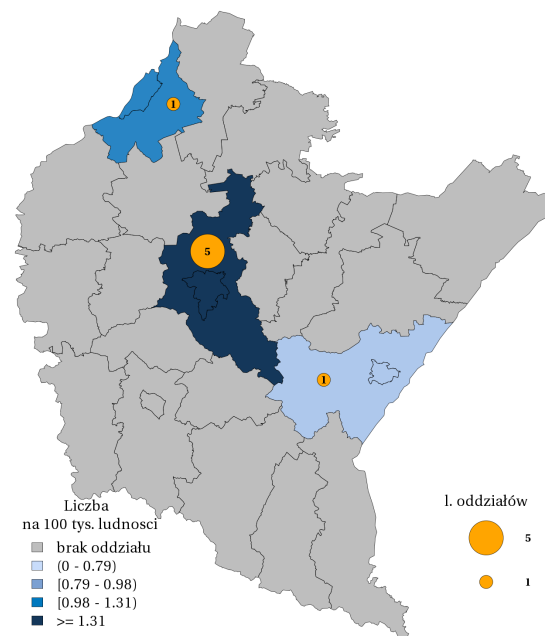 1
5
1
Liczba
na 100 tys. ludnosci
brak oddziału
(0 - 0.79)
[0.79 - 0.98)
[0.98 - 1.31)
>= 1.31
l. oddziałów
5
1